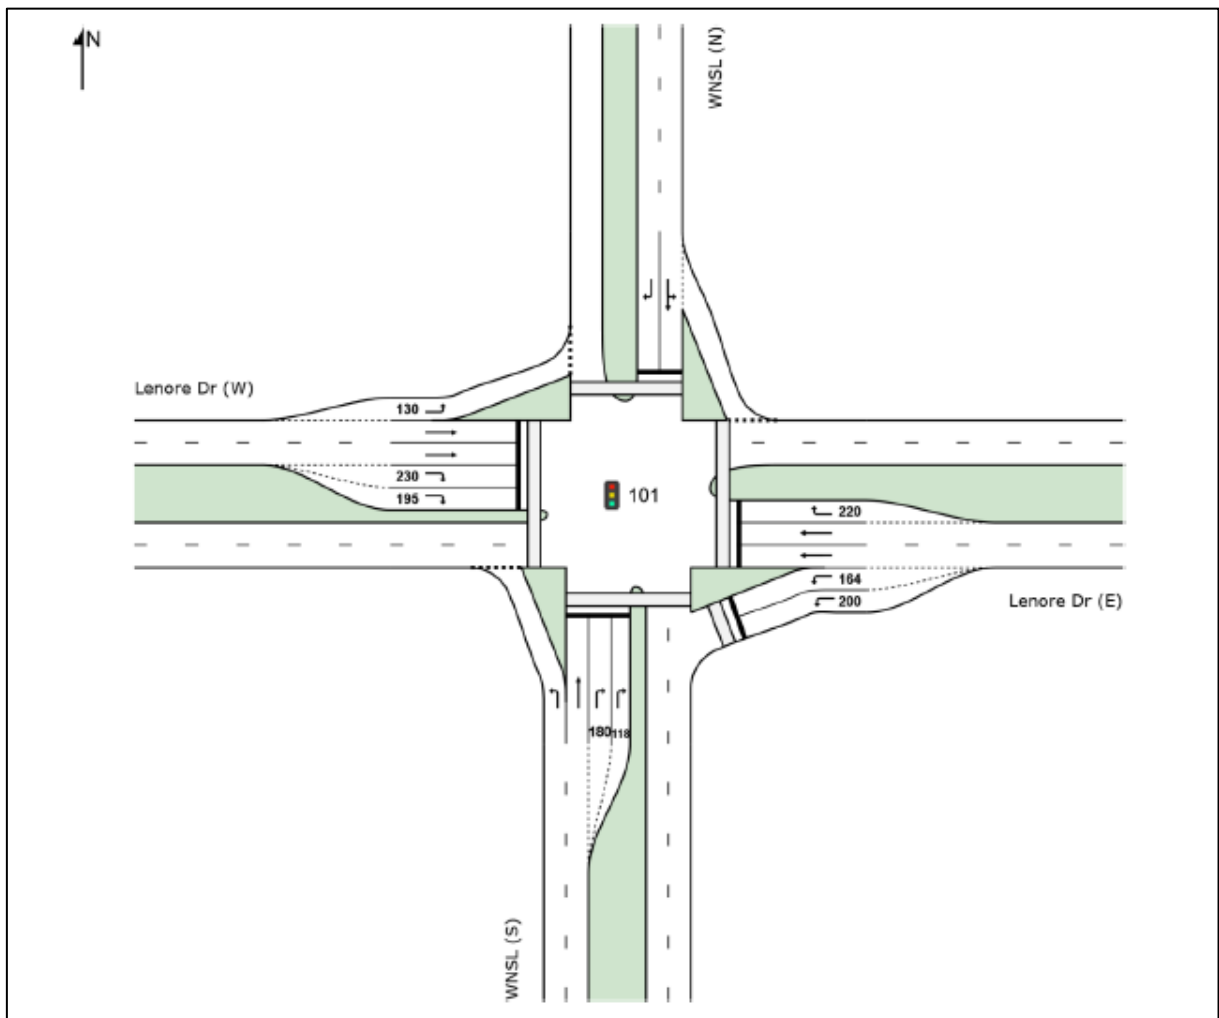 N
WNSL (N)
Lenore Dr (W)
130
230
195
101
220
164
200
Lenore Dr (E)
180
118
WNSL (S)